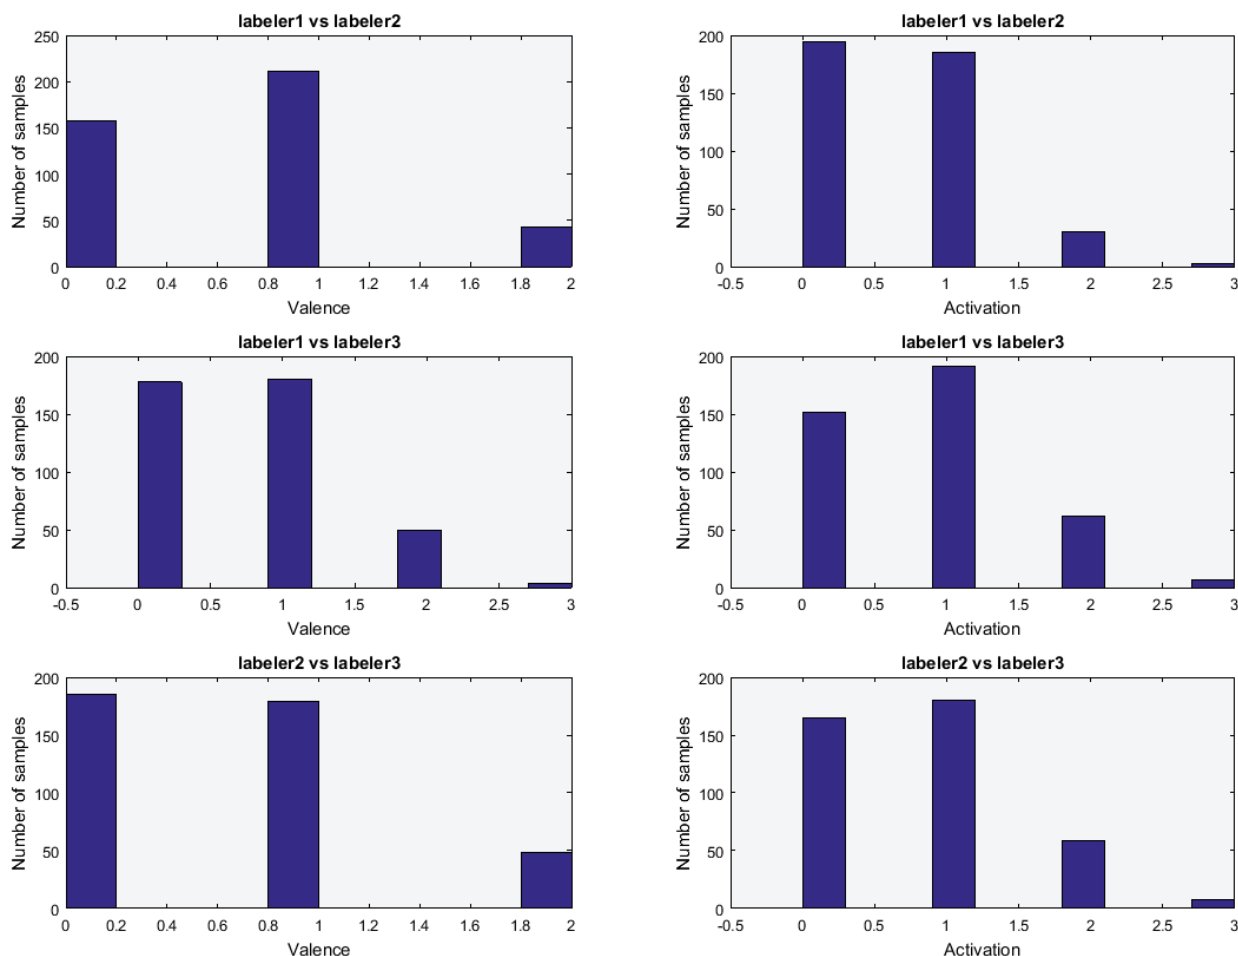 labeler1 vs labeler2
250
200
150
100
50
0
Number of samples
0 0.2 0.4 0.6 0.8 1 1.2 1.4 1.6 1.8 2
Valence
labeler1 vs labeler2
200
150
100
50
0
Number of samples
-0.5 0 0.5 1 1.5 2 2.5 3
Activation
labeler1 vs labeler3
200
150
100
50
0
Number of samples
-0.5 0 0.5 1 1.5 2 2.5 3
Valence
labeler1 vs labeler3
200
150
100
50
0
Number of samples
-0.5 0 0.5 1 1.5 2 2.5 3
Activation
labeler2 vs labeler3
200
150
100
50
0
Number of samples
0 0.2 0.4 0.6 0.8 1 1.2 1.4 1.6 1.8 2
Valence
labeler2 vs labeler3
200
150
100
50
0
Number of samples
-0.5 0 0.5 1 1.5 2 2.5 3
Activation